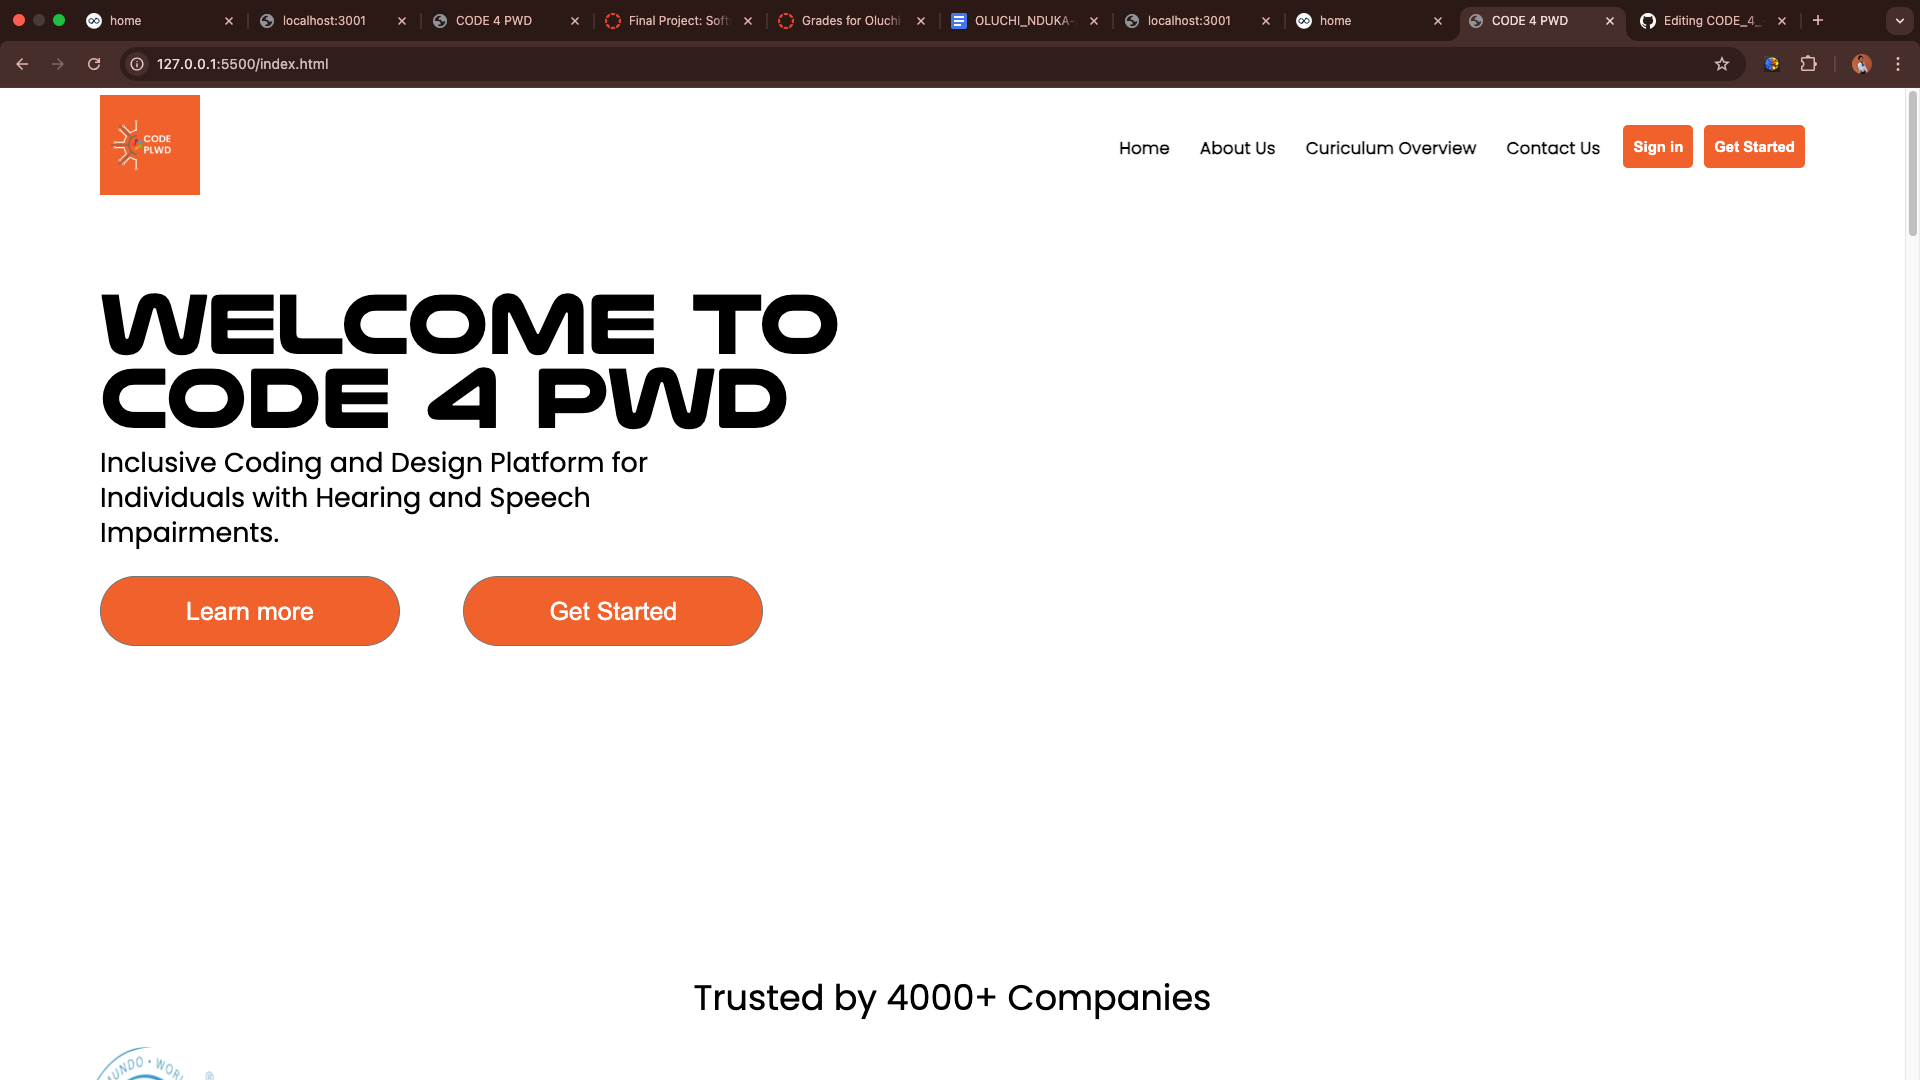 home
localhost:3001
CODE 4 PWD
Final Project: Soft
Grades for Oluchi
OLUCHI_NDUKA-
localhost:3001
home
CODE 4 PWD
Editing CODE_4_
127.0.0.1:5500/index.html
CODE
PLWD
Home
About Us
Curiculum Overview
Contact Us
Sign in
Get Started
WELCOME TO
CODE 4 PWD
Inclusive Coding and Design Platform for
Individuals with Hearing and Speech
Impairments.
Learn more
Get Started
Trusted by 4000+ Companies